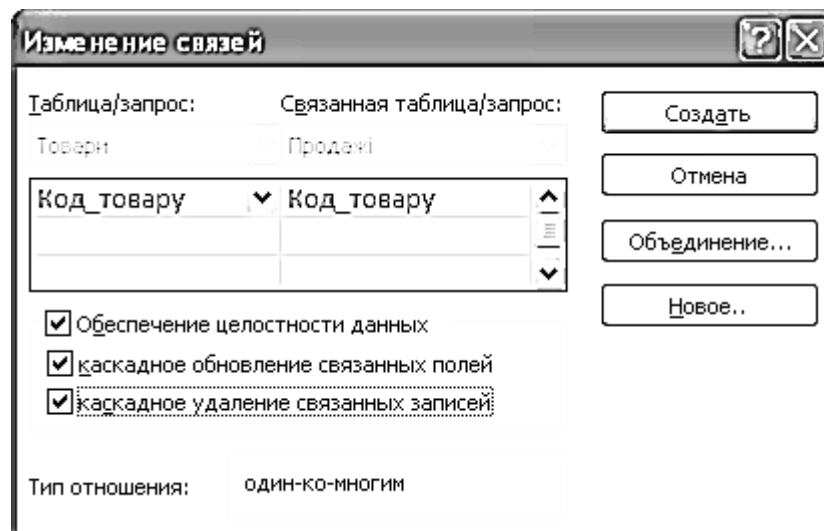 Изменение связей
Таблица/запрос: Связанная таблица/запрос:
Товари Продажі
Код_товару Код_товару
Обеспечение целостности данных
каскадное обновление связанных полей
каскадное удаление связанных записей
Тип отношения: один-ко-многим
Создать
Отмена
Объединение...
Новое..